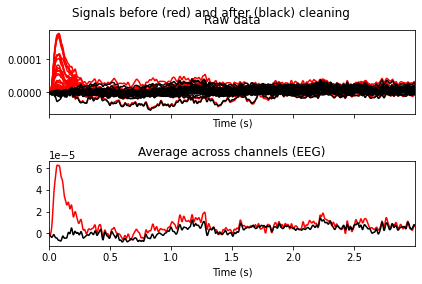 Signals before (red) and after (black) cleaning
Raw data
0.0001
0.0000
Time (s)
Average across channels (EEG)
1e−5
6
4
2
0
0.0 0.5 1.0 1.5 2.0 2.5
Time (s)